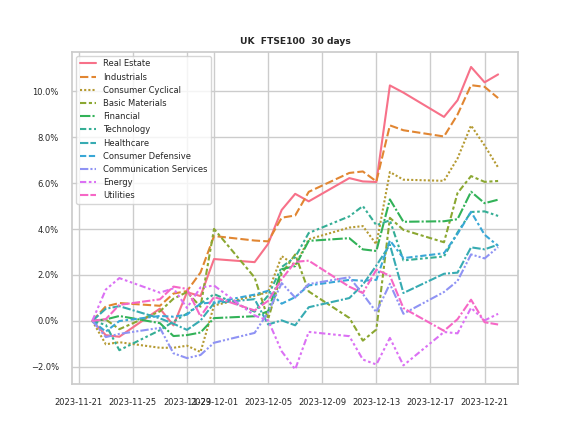 UK  FTSE100  30 days
Real Estate
Industrials
Consumer Cyclical
Basic Materials
Financial
Technology
Healthcare
Consumer Defensive
Communication Services
Energy
Utilities
10.0%
8.0%
6.0%
4.0%
2.0%
0.0%
−2.0%
2023-11-21 2023-11-25 2023-11-29 2023-12-01 2023-12-05 2023-12-09 2023-12-13 2023-12-17 2023-12-21